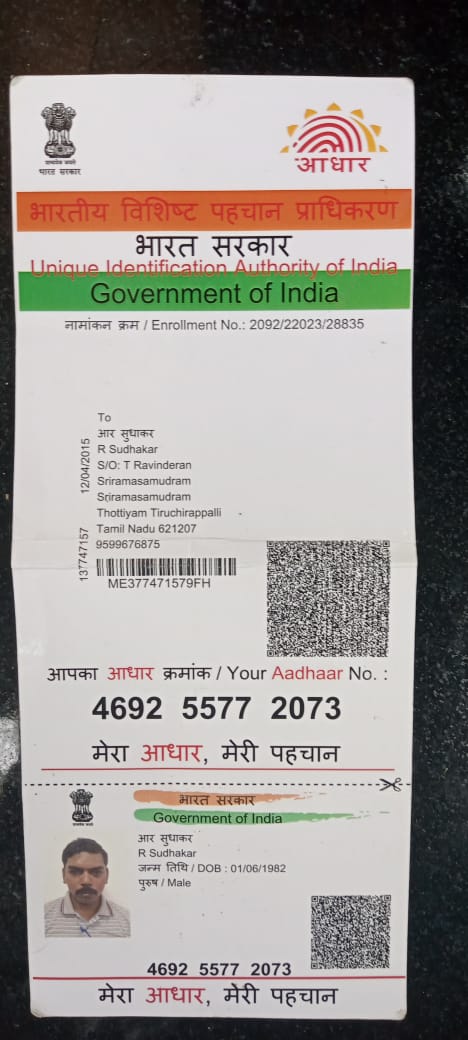 सत्यमेव जयते
भारत सरकार
आधार
भारतीय विशिष्ट पहचान प्राधिकरण
भारत सरकार
Unique Identification Authority of India
Government of India
नामांकन क्रम / Enrollment No.: 2092/22023/28835
To
आर सुधाकर
R Sudhakar
S/O: T Ravinderan
Sriramasamudram
Sriramasamudram
Thottiyam Tiruchirappalli
Tamil Nadu 621207
9599676875
137747157 12/04/2015
ME377471579FH
आपका आधार क्रमांक / Your Aadhaar No. :
4692 5577 2073
मेरा आधार, मेरी पहचान
भारत सरकार
Government of India
आर सुधाकर
R Sudhakar
जन्म तिथि / DOB : 01/06/1982
पुरुष / Male
4692 5577 2073
मेरा आधार, मेरी पहचान